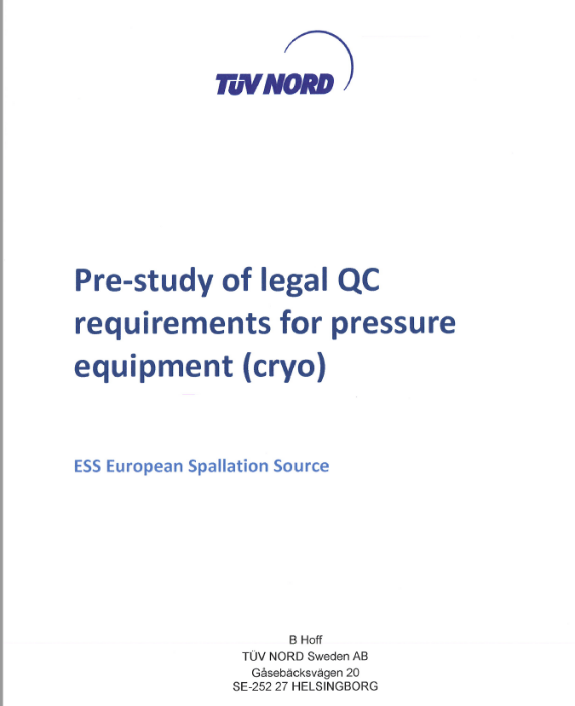 TÜV NORD
Pre-study of legal QC
requirements for pressure
equipment (cryo)
ESS European Spallation Source
B Hoff
TÜV NORD Sweden AB
Gåsebäcksvägen 20
SE-252 27 HELSINGBORG